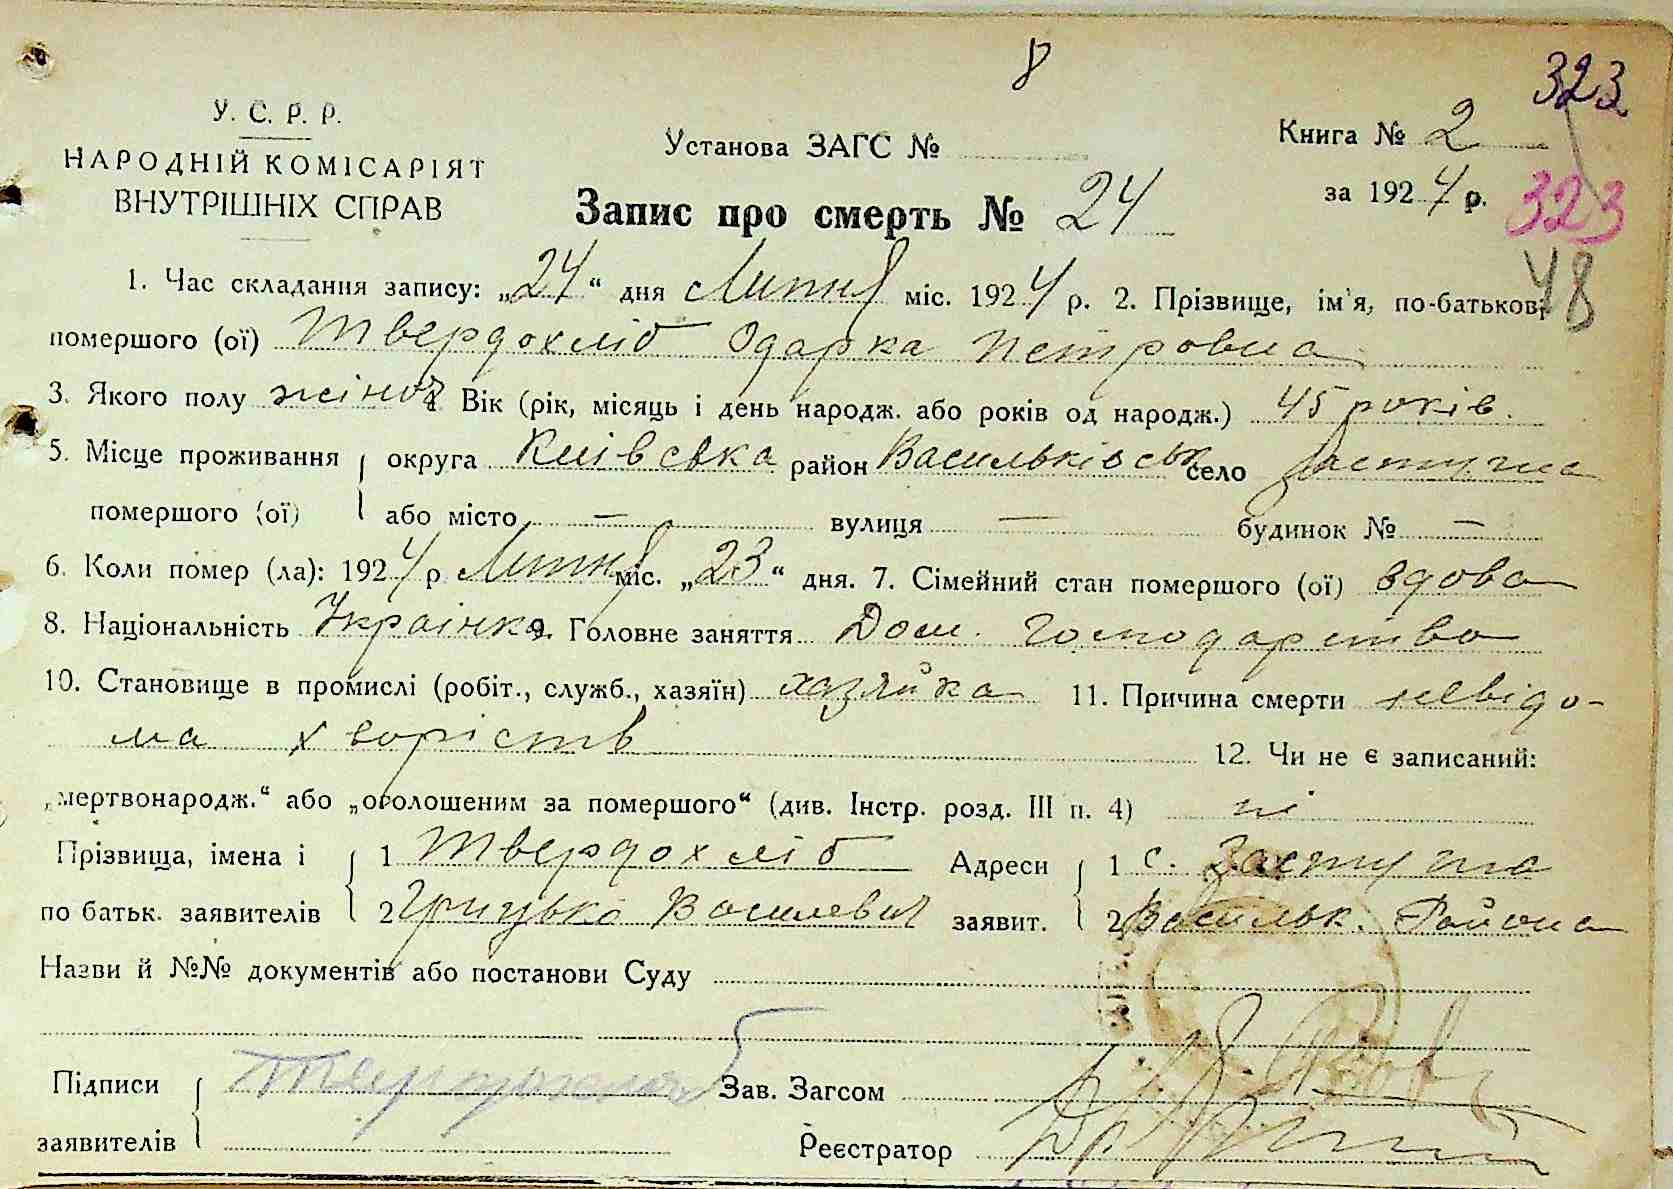 8
323
У. С. Р. Р.
НАРОДНІЙ КОМІСАРІЯТ
ВНУТРІШНІХ СПРАВ
Установа ЗАГС №
Книга № 2
за 1924 р.
323
48
Запис про смерть № 24
1. Час складання запису: „24“ дня Липня міс. 1924 р. 2. Прізвище, ім'я, по-батькові
помершого (ої) Твердохліб Одарка Петровна
3. Якого полу жіноч 4 Вік (рік, місяць і день народж. або років од народж.) 45 років.
5. Місце проживання округа Київська район Васильківськ село Застугна
помершого (ої) або місто — вулиця — будинок № —
6. Коли помер (ла): 1924 р Липня міс. „23“ дня. 7. Сімейний стан помершого (ої) вдова
8. Національність Українка 9. Головне заняття Дом. господарство
10. Становище в промислі (робіт., служб., хазяїн) хазяйка 11. Причина смерти невідо-
ма хворість 12. Чи не є записаний:
„мертвонародж.“ або „оголошеним за помершого“ (див. Інстр. розд. III п. 4) ні
Прізвища, імена і 1 Твердохліб Адреси 1 с. Застугна
по батьк. заявителів 2 Грицько Василевич заявит. 2 Васильк. Района
Назви й №№ документів або постанови Суду
Підписи Твердохліб Зав. Загсом
заявителів Реєстратор